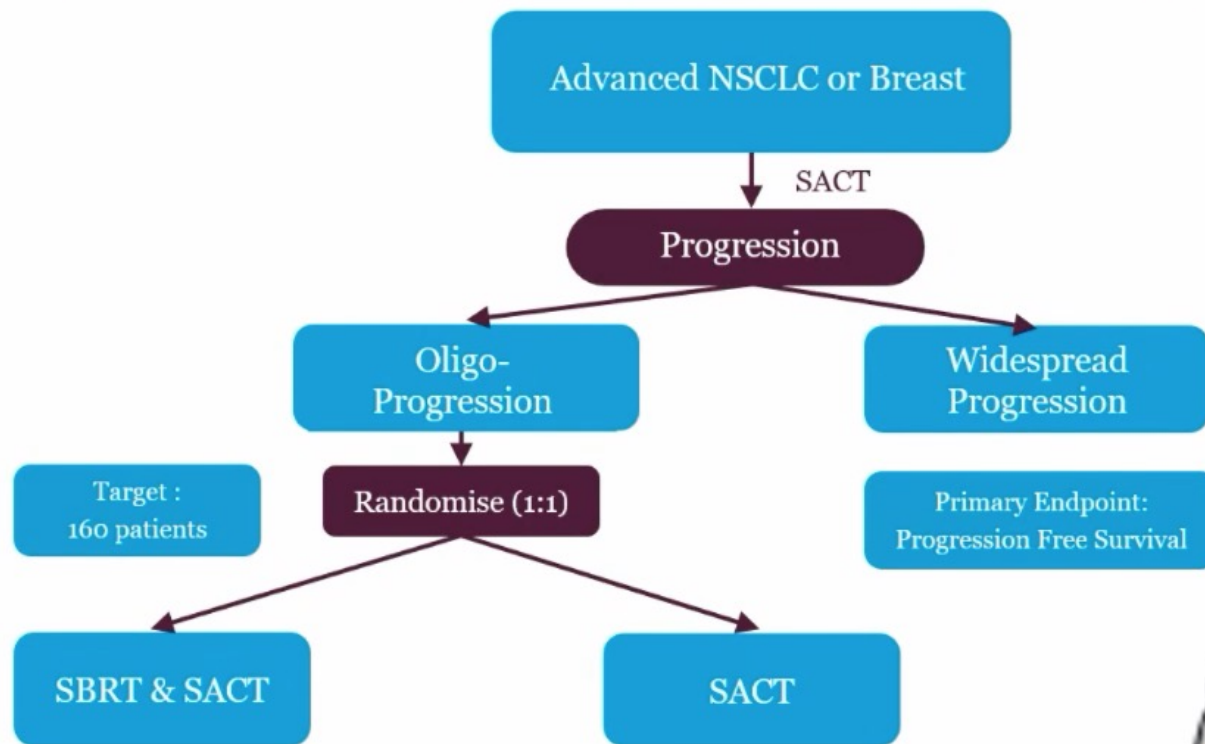 Advanced NSCLC or Breast
SACT
Progression
Oligo-
Progression
Widespread
Progression
Target :
160 patients
Randomise (1:1)
Primary Endpoint:
Progression Free Survival
SBRT & SACT
SACT